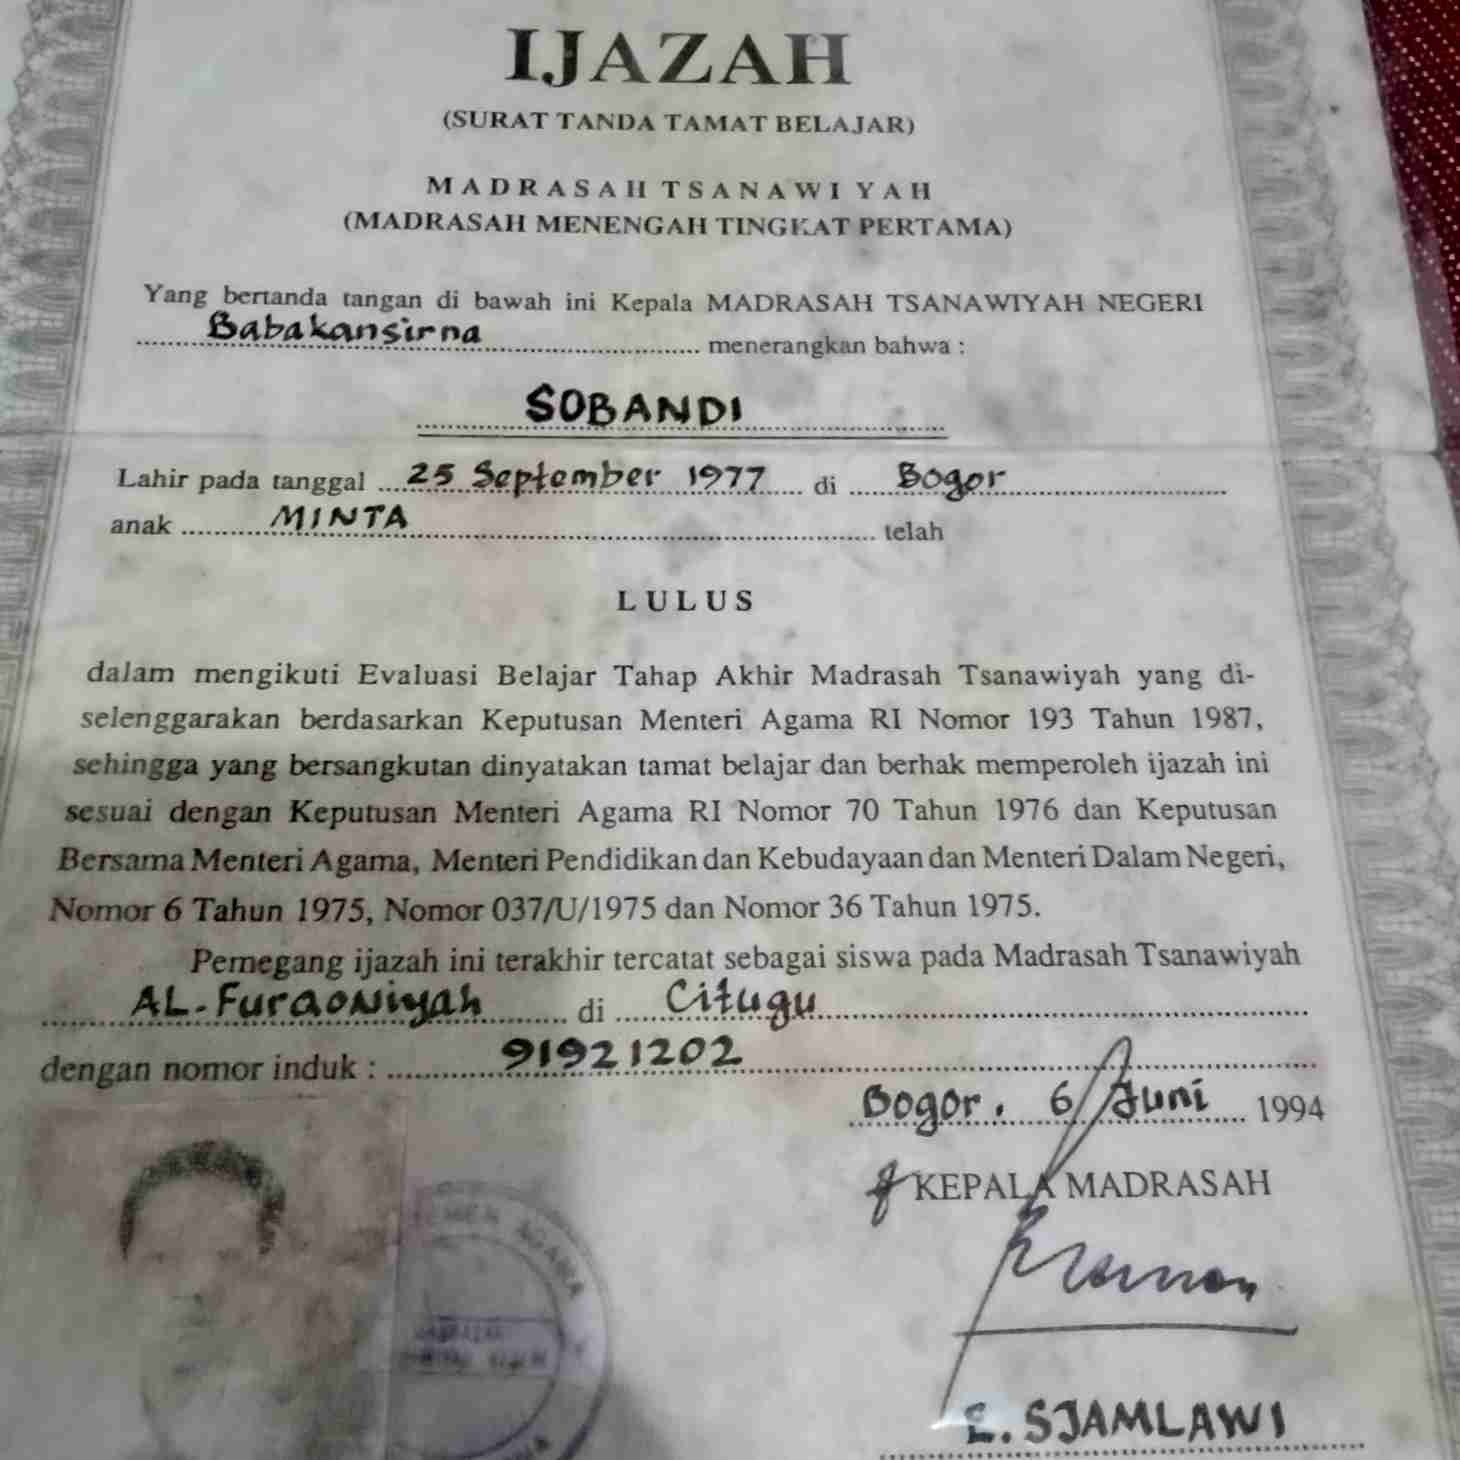 IJAZAH
(SURAT TANDA TAMAT BELAJAR)
MADRASAH TSANAWIYAH
(MADRASAH MENENGAH TINGKAT PERTAMA)
Yang bertanda tangan di bawah ini Kepala MADRASAH TSANAWIYAH NEGERI
Babakansirna menerangkan bahwa :
SOBANDI
Lahir pada tanggal 25 September 1977 di Bogor
anak MINTA telah
LULUS
dalam mengikuti Evaluasi Belajar Tahap Akhir Madrasah Tsanawiyah yang di-
selenggarakan berdasarkan Keputusan Menteri Agama RI Nomor 193 Tahun 1987,
sehingga yang bersangkutan dinyatakan tamat belajar dan berhak memperoleh ijazah ini
sesuai dengan Keputusan Menteri Agama RI Nomor 70 Tahun 1976 dan Keputusan
Bersama Menteri Agama, Menteri Pendidikan dan Kebudayaan dan Menteri Dalam Negeri,
Nomor 6 Tahun 1975, Nomor 037/U/1975 dan Nomor 36 Tahun 1975.
Pemegang ijazah ini terakhir tercatat sebagai siswa pada Madrasah Tsanawiyah
AL-Furqoniyah di Citugu
dengan nomor induk : 91921202
Bogor. 6 Juni 1994
KEPALA MADRASAH
AGAMA
E. SJAMLAWI